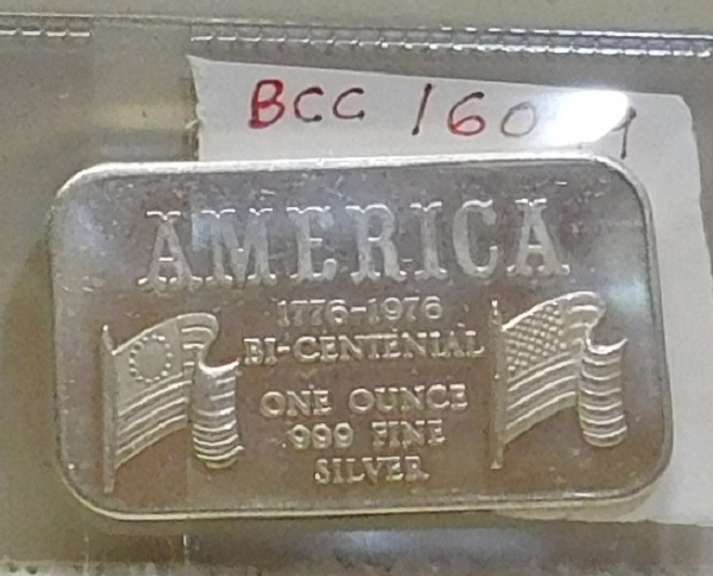 BCC 160
AMERICA
1776-1976
BI-CENTENIAL
ONE OUNCE
.999 FINE
SILVER